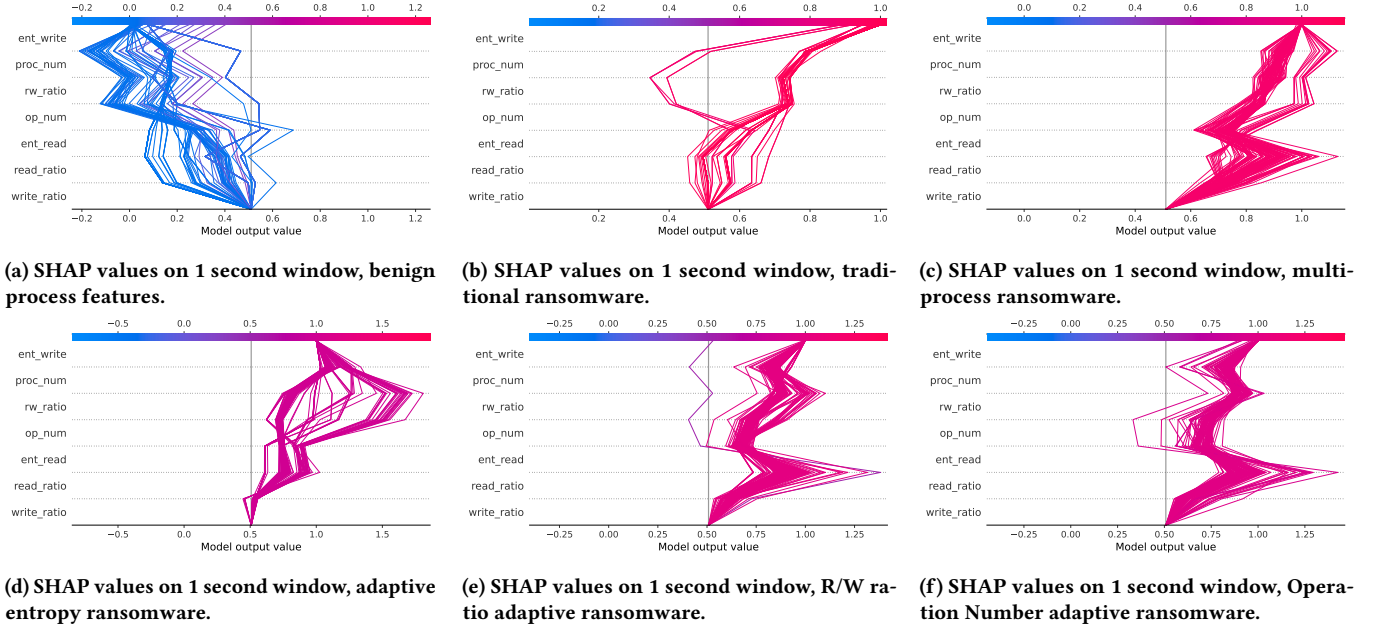 −0.2 0.0 0.2 0.4 0.6 0.8 1.0 1.2
ent_write
proc_num
rw_ratio
op_num
ent_read
read_ratio
write_ratio
−0.2 0.0 0.2 0.4 0.6 0.8 1.0 1.2
Model output value
(a) SHAP values on 1 second window, benign
process features.
0.2 0.4 0.6 0.8 1.0
ent_write
proc_num
rw_ratio
op_num
ent_read
read_ratio
write_ratio
0.2 0.4 0.6 0.8 1.0
Model output value
(b) SHAP values on 1 second window, tradi-
tional ransomware.
0.0 0.2 0.4 0.6 0.8 1.0
ent_write
proc_num
rw_ratio
op_num
ent_read
read_ratio
write_ratio
0.0 0.2 0.4 0.6 0.8 1.0
Model output value
(c) SHAP values on 1 second window, multi-
process ransomware.
−0.5 0.0 0.5 1.0 1.5
ent_write
proc_num
rw_ratio
op_num
ent_read
read_ratio
write_ratio
−0.5 0.0 0.5 1.0 1.5
Model output value
(d) SHAP values on 1 second window, adaptive
entropy ransomware.
−0.25 0.00 0.25 0.50 0.75 1.00 1.25
ent_write
proc_num
rw_ratio
op_num
ent_read
read_ratio
write_ratio
−0.25 0.00 0.25 0.50 0.75 1.00 1.25
Model output value
(e) SHAP values on 1 second window, R/W ra-
tio adaptive ransomware.
−0.25 0.00 0.25 0.50 0.75 1.00 1.25
ent_write
proc_num
rw_ratio
op_num
ent_read
read_ratio
write_ratio
−0.25 0.00 0.25 0.50 0.75 1.00 1.25
Model output value
(f) SHAP values on 1 second window, Opera-
tion Number adaptive ransomware.